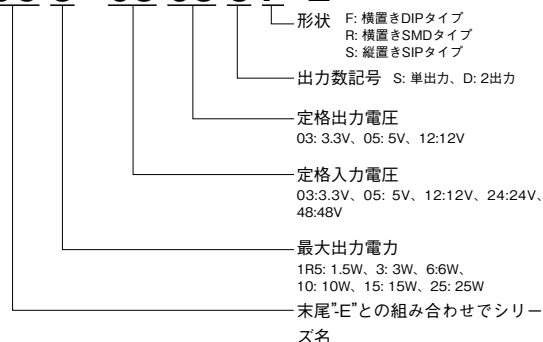 形状 F: 横置きDIPタイプ
R: 横置きSMDタイプ
S: 縦置きSIPタイプ
出力数記号 S: 単出力、D: 2出力
定格出力電圧
03: 3.3V、05: 5V、12:12V
定格入力電圧
03:3.3V、05: 5V、12:12V、24:24V、
48:48V
最大出力電力
1R5: 1.5W、3: 3W、6:6W、
10: 10W、15: 15W、25: 25W
末尾"-E"との組み合わせでシリー
ズ名